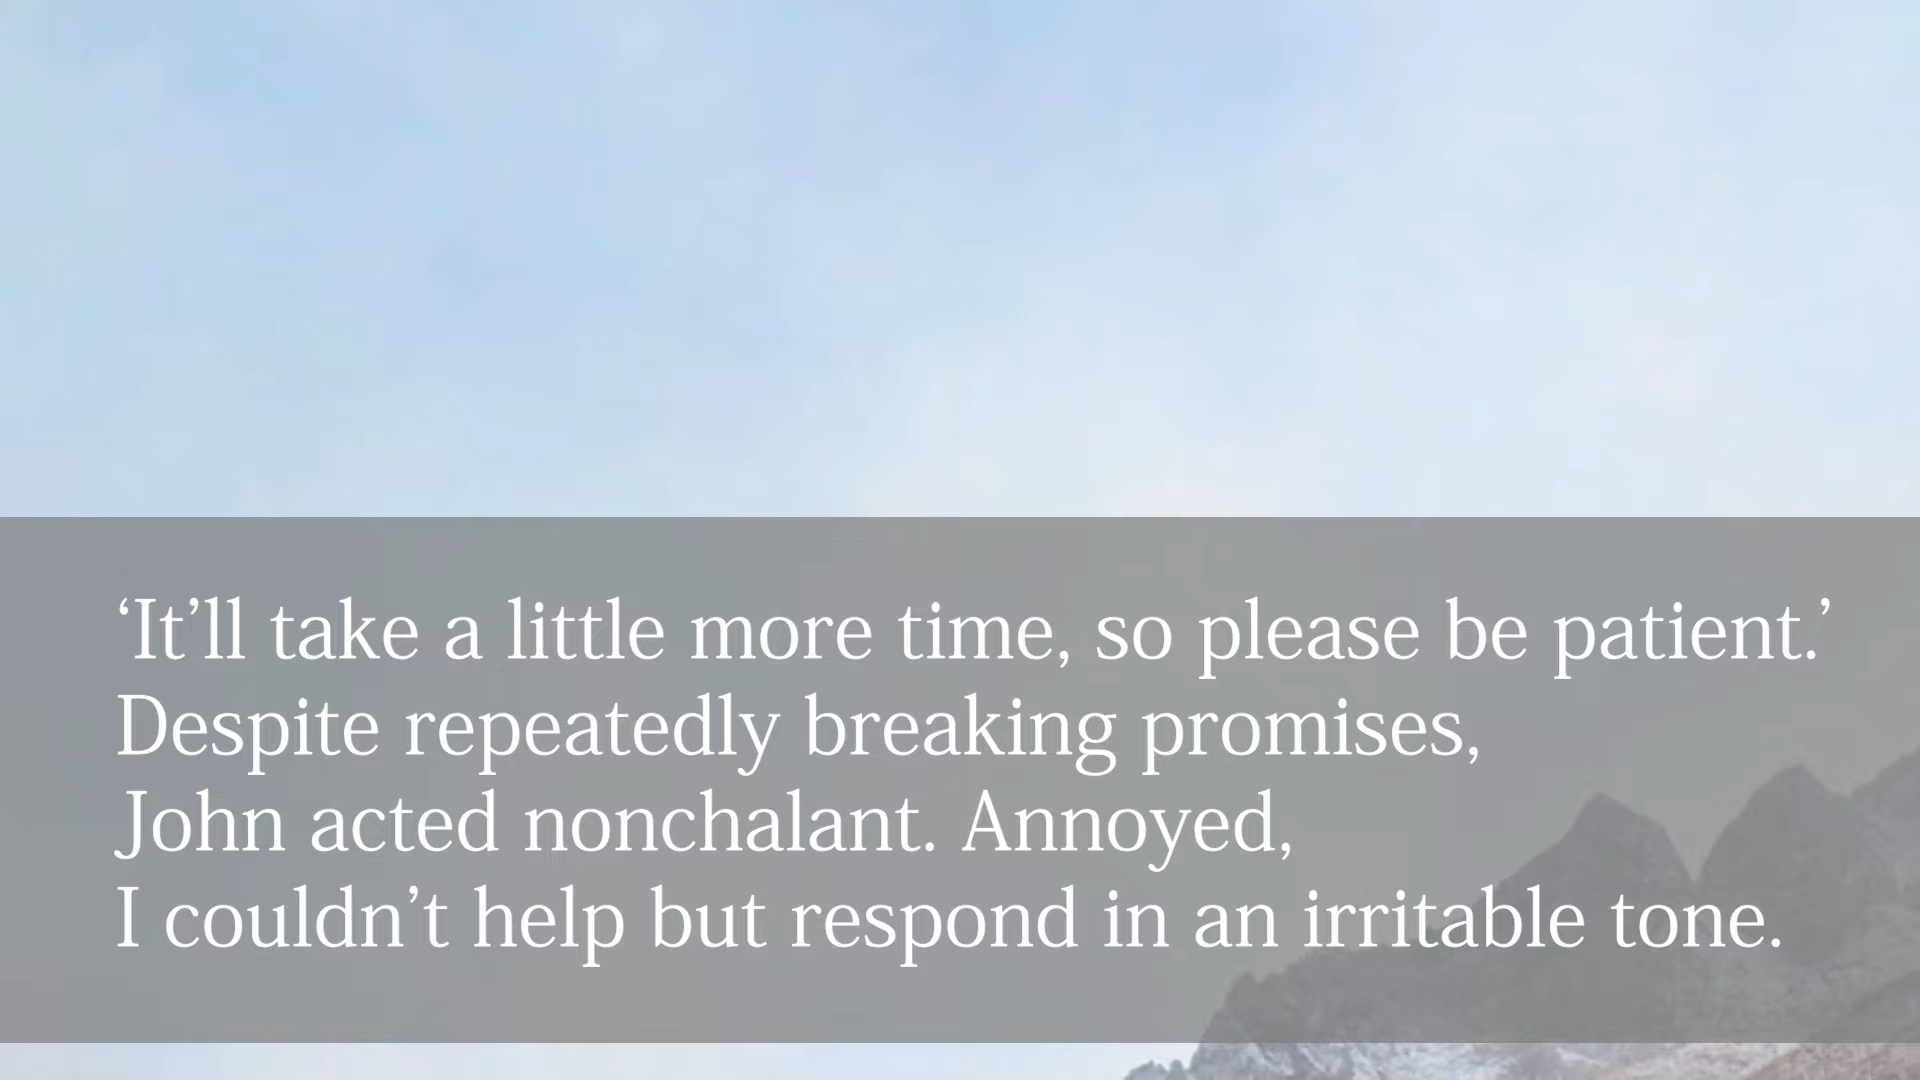 ‘It’ll take a little more time, so please be patient.’
Despite repeatedly breaking promises,
John acted nonchalant. Annoyed,
I couldn’t help but respond in an irritable tone.